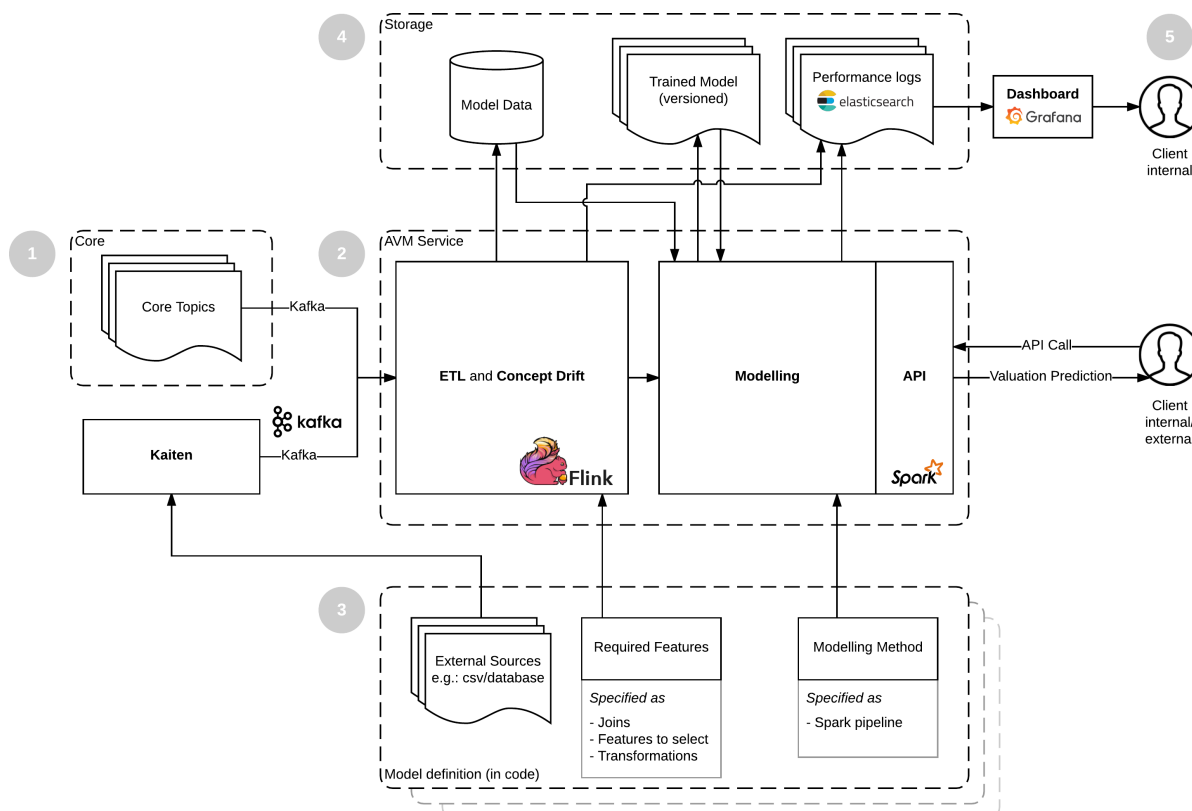 4
Storage
Model Data
Trained Model
(versioned)
Performance logs
elasticsearch
Dashboard
Grafana
5
Client
internal
1
Core
Core Topics
Kafka
kafka
Kaiten
Kafka
2
AVM Service
ETL and Concept Drift
Flink
Modelling
API
Spark
API Call
Valuation Prediction
Client
internal/
externa
3
External Sources
e.g.: csv/database
Required Features
Specified as
- Joins
- Features to select
- Transformations
Modelling Method
Specified as
- Spark pipeline
Model definition (in code)